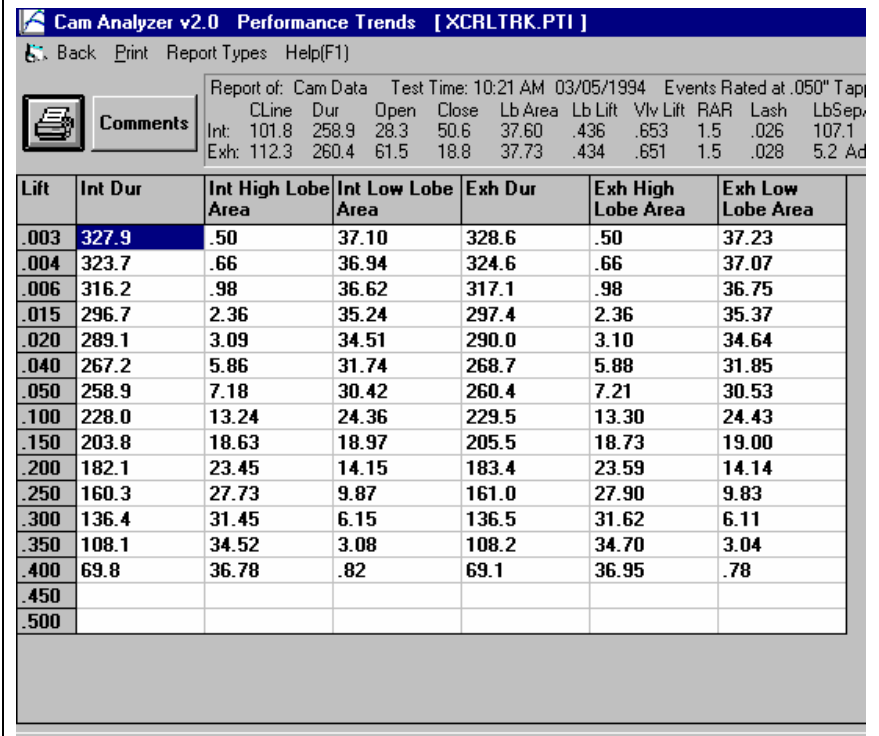 Cam Analyzer v2.0 Performance Trends [ XCRLTRK.PTI ]
Back Print Report Types Help(F1)
Report of: Cam Data Test Time: 10:21 AM 03/05/1994 Events Rated at .050" Tapp
CLine Dur Open Close Lb Area Lb Lift Vlv Lift RAR Lash LbSepA
Comments
Int: 101.8 258.9 28.3 50.6 37.60 .436 .653 1.5 .026 107.1
Exh: 112.3 260.4 61.5 18.8 37.73 .434 .651 1.5 .028 5.2 Ad
Lift Int Dur Int High Lobe Area Int Low Lobe Area Exh Dur Exh High Lobe Area Exh Low Lobe Area
.003 327.9 .50 37.10 328.6 .50 37.23
.004 323.7 .66 36.94 324.6 .66 37.07
.006 316.2 .98 36.62 317.1 .98 36.75
.015 296.7 2.36 35.24 297.4 2.36 35.37
.020 289.1 3.09 34.51 290.0 3.10 34.64
.040 267.2 5.86 31.74 268.7 5.88 31.85
.050 258.9 7.18 30.42 260.4 7.21 30.53
.100 228.0 13.24 24.36 229.5 13.30 24.43
.150 203.8 18.63 18.97 205.5 18.73 19.00
.200 182.1 23.45 14.15 183.4 23.59 14.14
.250 160.3 27.73 9.87 161.0 27.90 9.83
.300 136.4 31.45 6.15 136.5 31.62 6.11
.350 108.1 34.52 3.08 108.2 34.70 3.04
.400 69.8 36.78 .82 69.1 36.95 .78
.450
.500